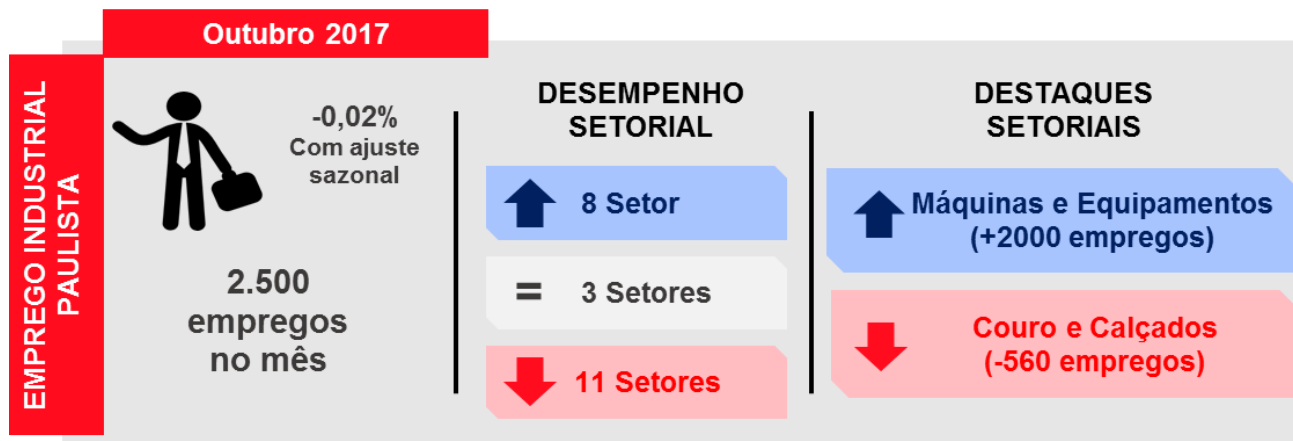 Outubro 2017
EMPREGO INDUSTRIAL
PAULISTA
-0,02%
Com ajuste
sazonal
2.500
empregos
no mês
DESEMPENHO
SETORIAL
8 Setor
= 3 Setores
11 Setores
DESTAQUES
SETORIAIS
Máquinas e Equipamentos
(+2000 empregos)
Couro e Calçados
(-560 empregos)